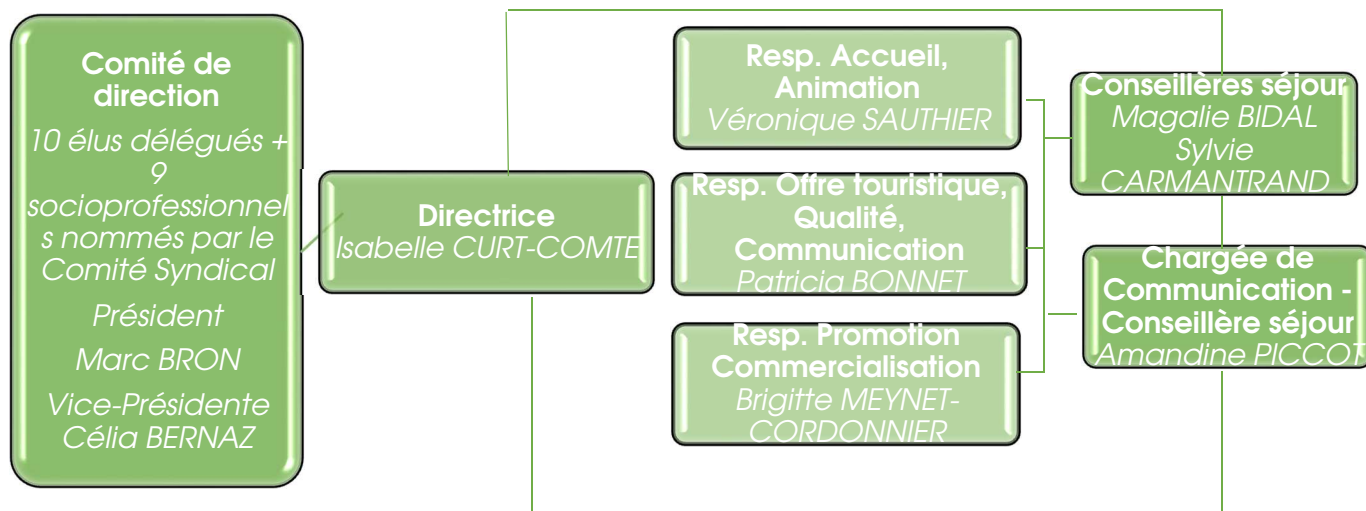 Comité de
direction
10 élus délégués +
9
socioprofessionnel
s nommés par le
Comité Syndical
Président
Marc BRON
Vice-Présidente
Célia BERNAZ
Directrice
Isabelle CURT-COMTE
Resp. Accueil,
Animation
Véronique SAUTHIER
Resp. Offre touristique,
Qualité,
Communication
Patricia BONNET
Resp. Promotion
Commercialisation
Brigitte MEYNET-
CORDONNIER
Conseillères séjour
Magalie BIDAL
Sylvie
CARMANTRAND
Chargée de
Communication -
Conseillère séjour
Amandine PICCOT